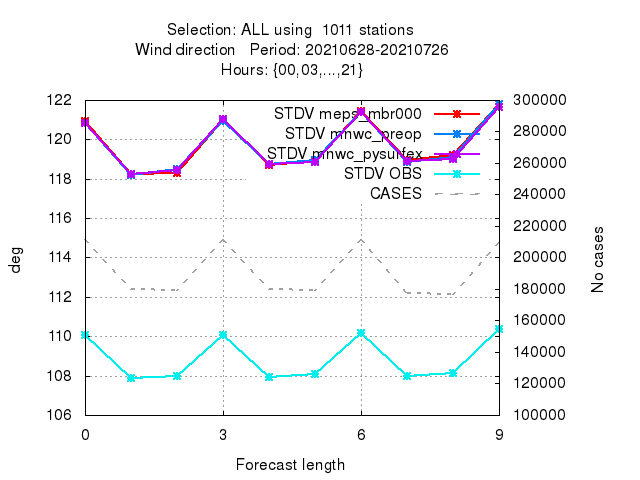 Selection: ALL using  1011 stations
Wind direction   Period: 20210628-20210726
Hours: {00,03,...,21}
122 300000
STDV meps_mbr000
280000
STDV mnwc_preop
120
STDV mnwc_pysurfex
260000
STDV OBS
118
CASES 240000
116
220000
114 200000
deg No cases
112 180000
160000
110
140000
108
120000
106 100000
0 3 6 9
Forecast length